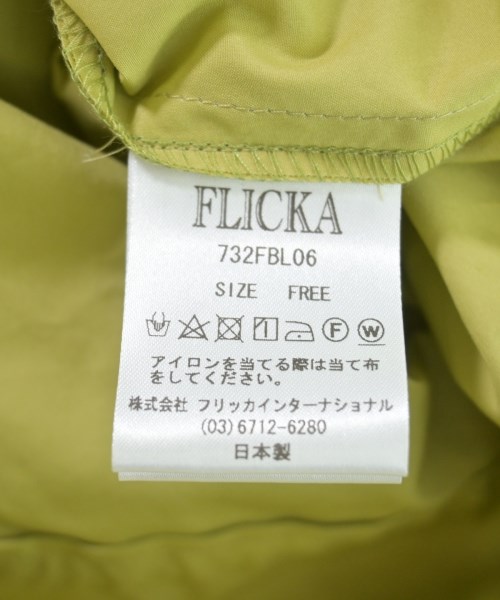 FLICKA
732FBL06
SIZE FREE
F W
アイロンを当てる際は当て布
をしてください。
株式会社 フリッカインターナショナル
(03)6712-6280
日本製